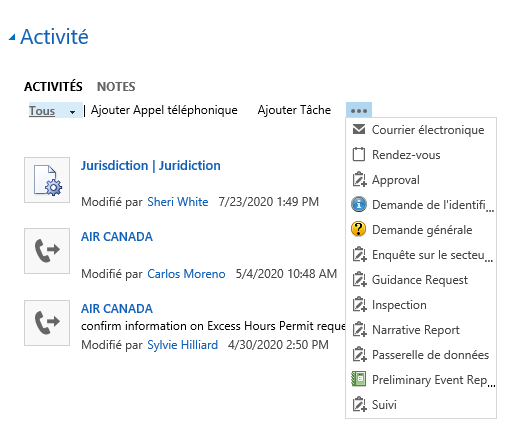 Activité
ACTIVITÉS NOTES
Tous | Ajouter Appel téléphonique Ajouter Tâche ...
Courrier électronique
Rendez-vous
Approval
Demande de l'identifi...
Demande générale
Enquête sur le secteu...
Guidance Request
Inspection
Narrative Report
Passerelle de données
Preliminary Event Rep...
Suivi
Jurisdiction | Juridiction
Modifié par Sheri White 7/23/2020 1:49 PM
AIR CANADA
Modifié par Carlos Moreno 5/4/2020 10:48 AM
AIR CANADA
confirm information on Excess Hours Permit reque
Modifié par Sylvie Hilliard 4/30/2020 2:50 PM